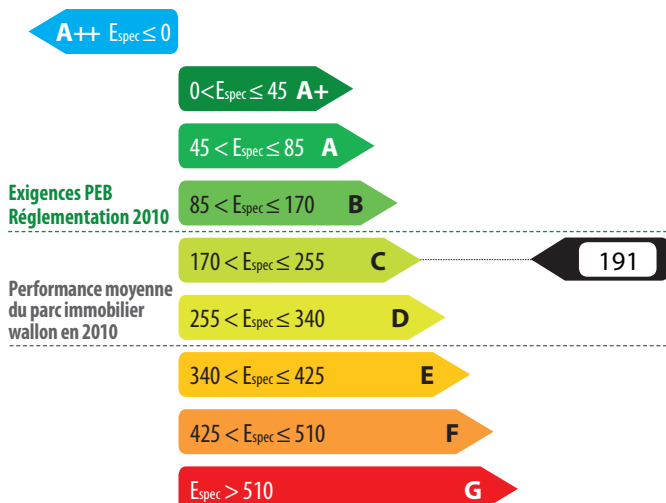 A++ Espec ≤ 0
0<Espec ≤ 45 A+
45 < Espec ≤ 85 A
Exigences PEB
Réglementation 2010
85 < Espec ≤ 170 B
170 < Espec ≤ 255 C
191
Performance moyenne
du parc immobilier
wallon en 2010
255 < Espec ≤ 340 D
340 < Espec ≤ 425 E
425 < Espec ≤ 510 F
Espec > 510 G